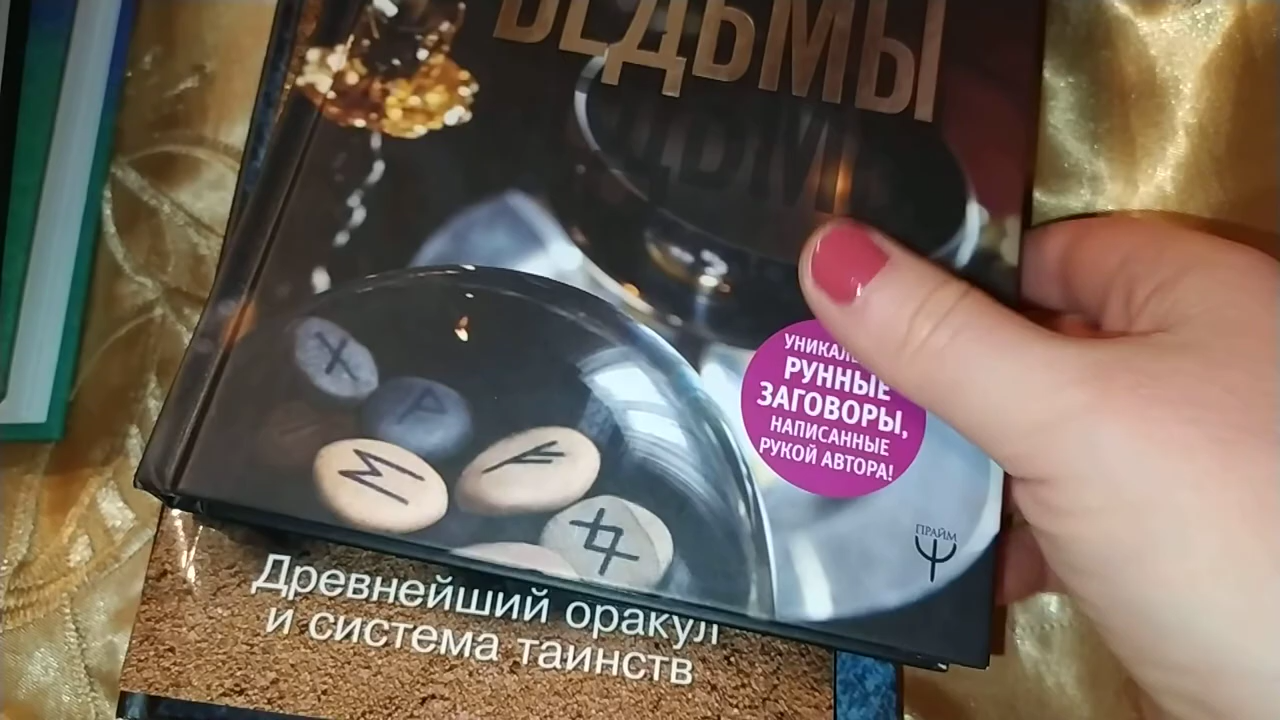 ВЕДЬМЫ
РУННЫЕ
ЗАГОВОРЫ,
НАПИСАННЫЕ
РУКОЙ АВТОРА!
ПРАЙМ
Древнейший оракул
и система таинств